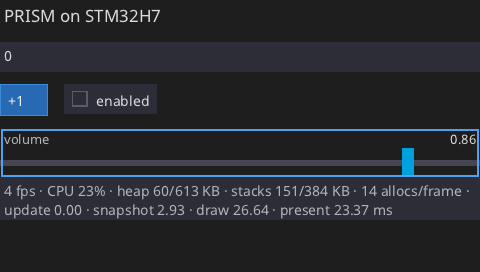 PRISM on STM32H7
0
+1
enabled
volume 0.86
4 fps · CPU 23% · heap 60/613 KB · stacks 151/384 KB · 14 allocs/frame ·
update 0.00 · snapshot 2.93 · draw 26.64 · present 23.37 ms